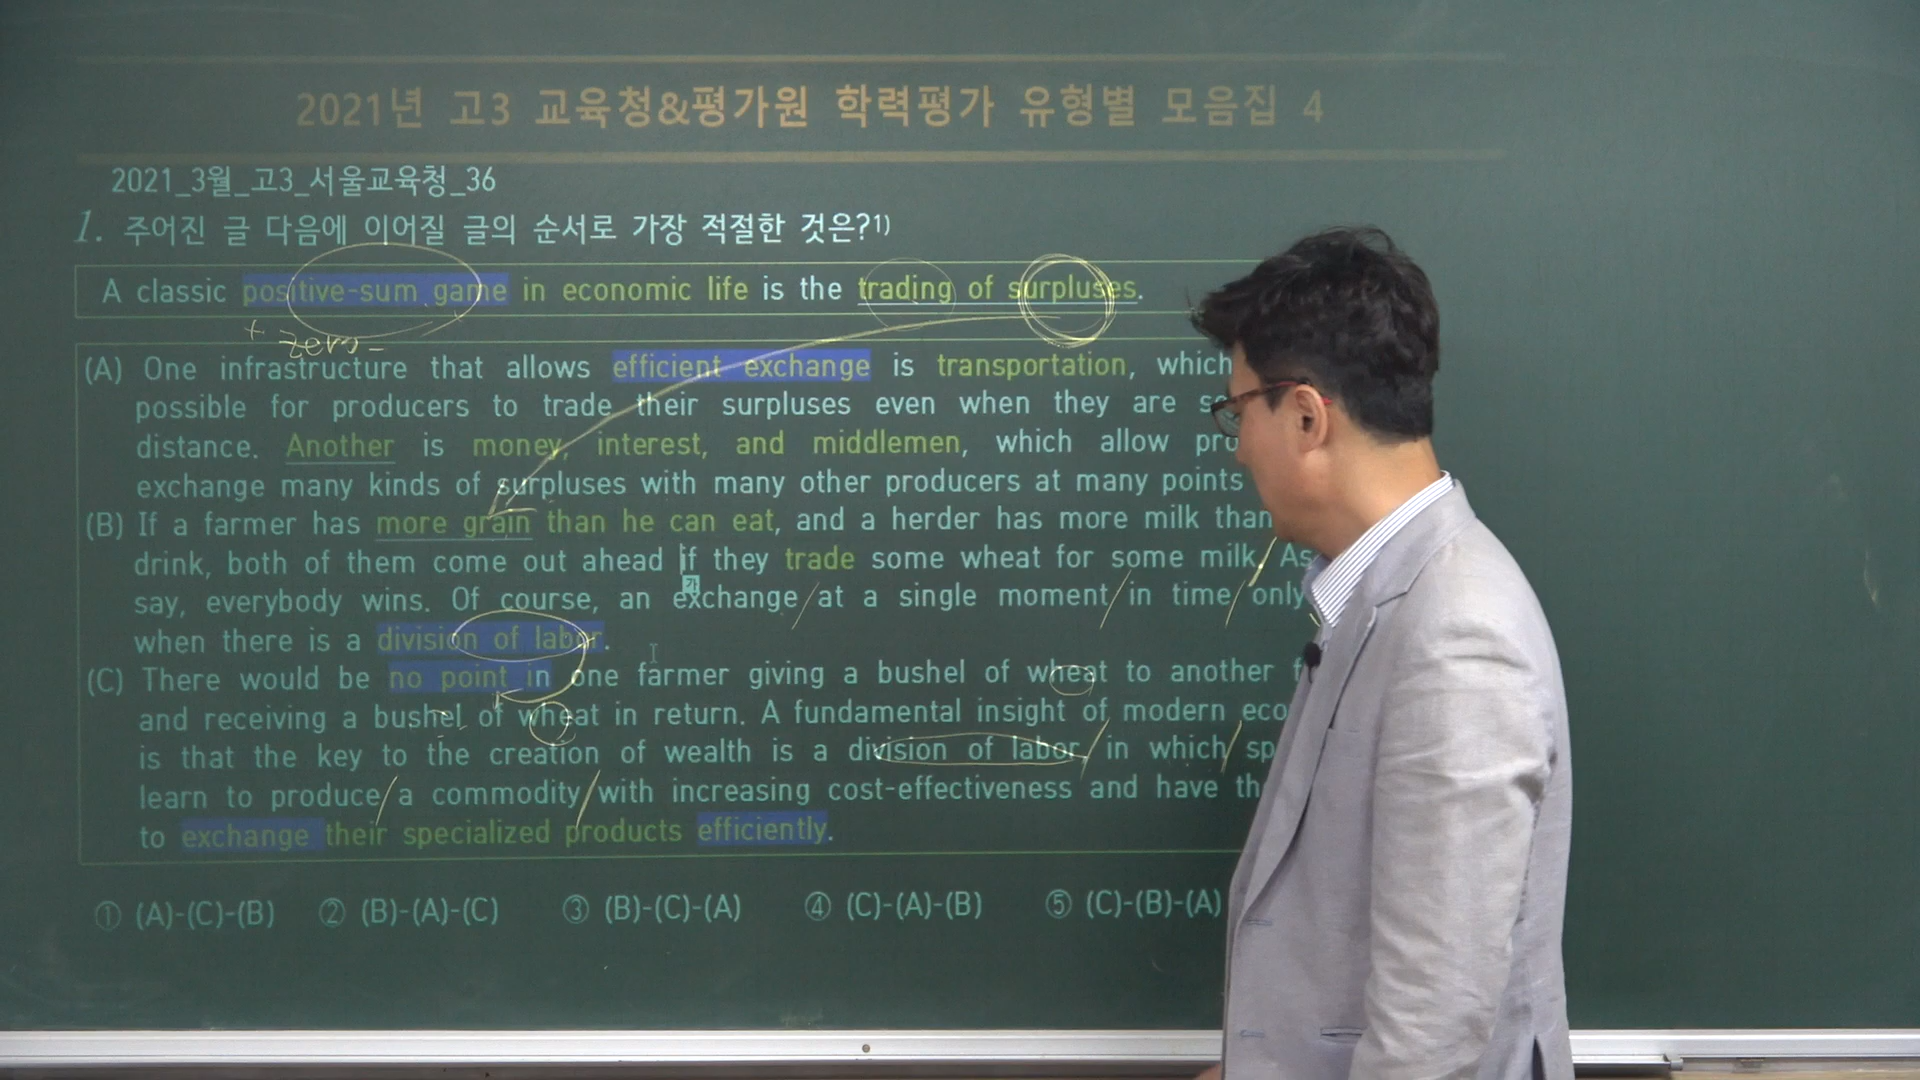 2021년 고3 교육청&평가원 학력평가 유형별 모음집 4
2021_3월_고3_서울교육청_36
1. 주어진 글 다음에 이어질 글의 순서로 가장 적절한 것은?1)
A classic positive-sum game in economic life is the trading of surpluses.
+ zero -
(A) One infrastructure that allows efficient exchange is transportation, which
possible for producers to trade their surpluses even when they are
distance. Another is money, interest, and middlemen, which allow
exchange many kinds of surpluses with many other producers at many points
(B) If a farmer has more grain than he can eat, and a herder has more milk than
drink, both of them come out ahead if they trade some wheat for some milk. As
가
say, everybody wins. Of course, an exchange at a single moment in time only
when there is a division of labor.
(C) There would be no point in one farmer giving a bushel of wheat to another
and receiving a bushel of wheat in return. A fundamental insight of modern
is that the key to the creation of wealth is a division of labor, in which
learn to produce a commodity with increasing cost-effectiveness and have
to exchange their specialized products efficiently.
① (A)-(C)-(B) ② (B)-(A)-(C) ③ (B)-(C)-(A) ④ (C)-(A)-(B) ⑤ (C)-(B)-(A)